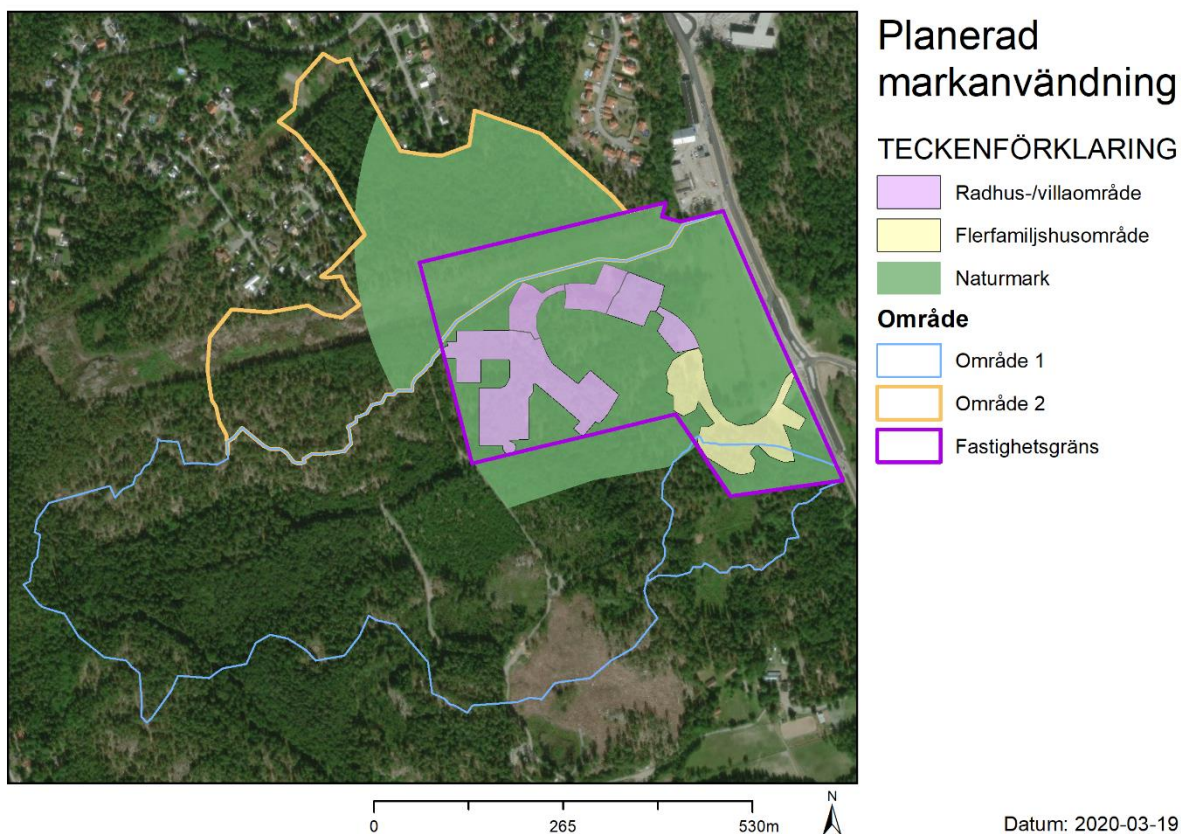 Planerad
markanvändning
TECKENFÖRKLARING
Radhus-/villaområde
Flerfamiljshusområde
Naturmark
Område
Område 1
Område 2
Fastighetsgräns
0 265 530m
N
Datum: 2020-03-19